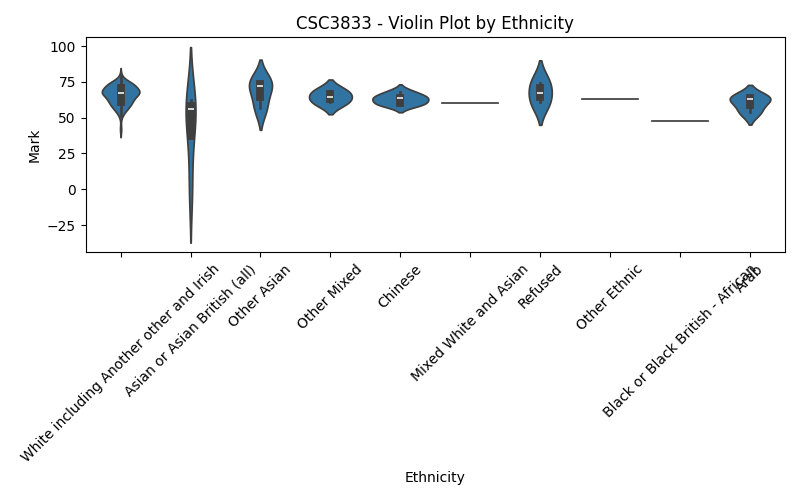 CSC3833 - Violin Plot by Ethnicity
Mark
100
75
50
25
0
−25
White including Another other and Irish
Asian or Asian British (all)
Other Asian
Other Mixed
Chinese
Mixed White and Asian
Refused
Other Ethnic
Black or Black British - African
Arab
Ethnicity